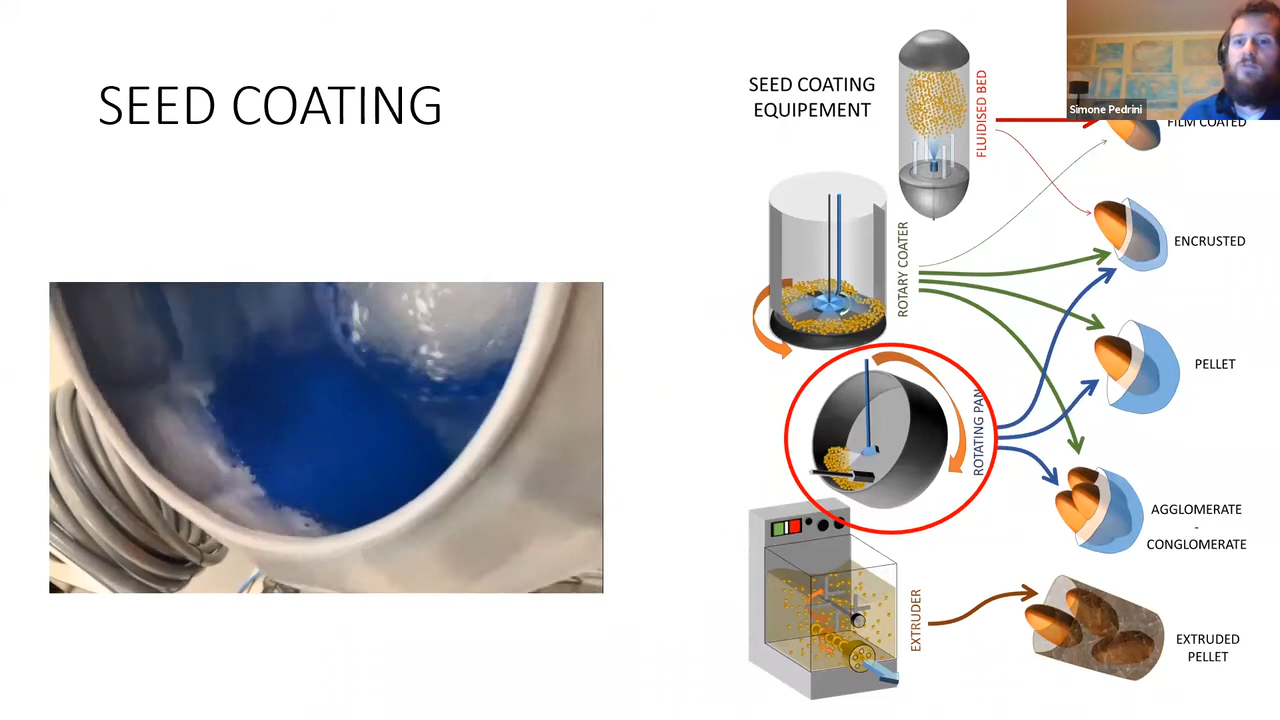 SEED COATING
SEED COATING
EQUIPEMENT
FLUIDISED BED
Simone Pedrini
FILM COATED
ROTARY COATER
ENCRUSTED
PELLET
ROTATING PAN
AGGLOMERATE
-
CONGLOMERATE
EXTRUDER
EXTRUDED
PELLET